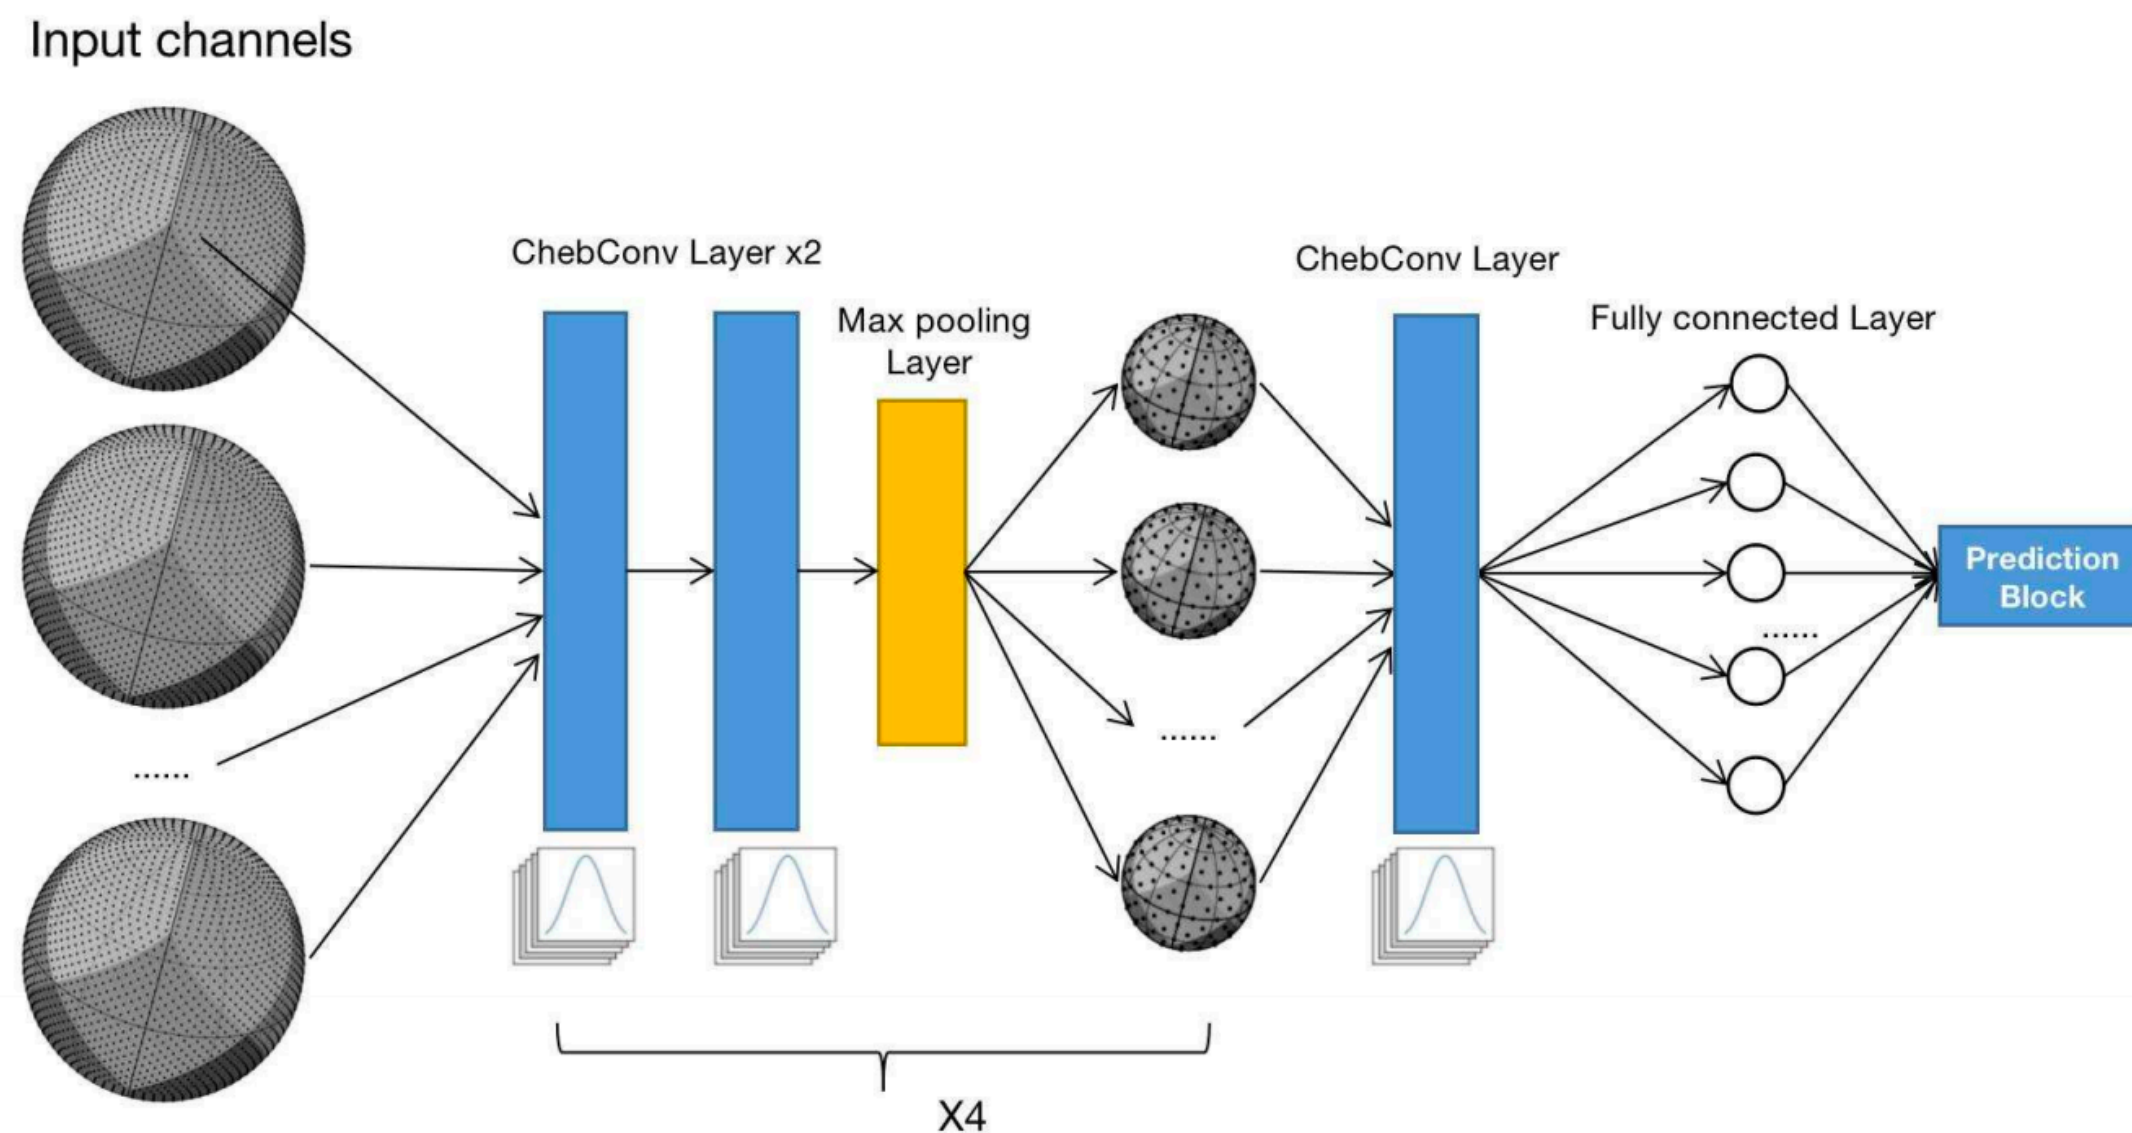 Input channels
ChebConv Layer x2
Max pooling
Layer
ChebConv Layer
Fully connected Layer
......
......
......
Prediction
Block
X4